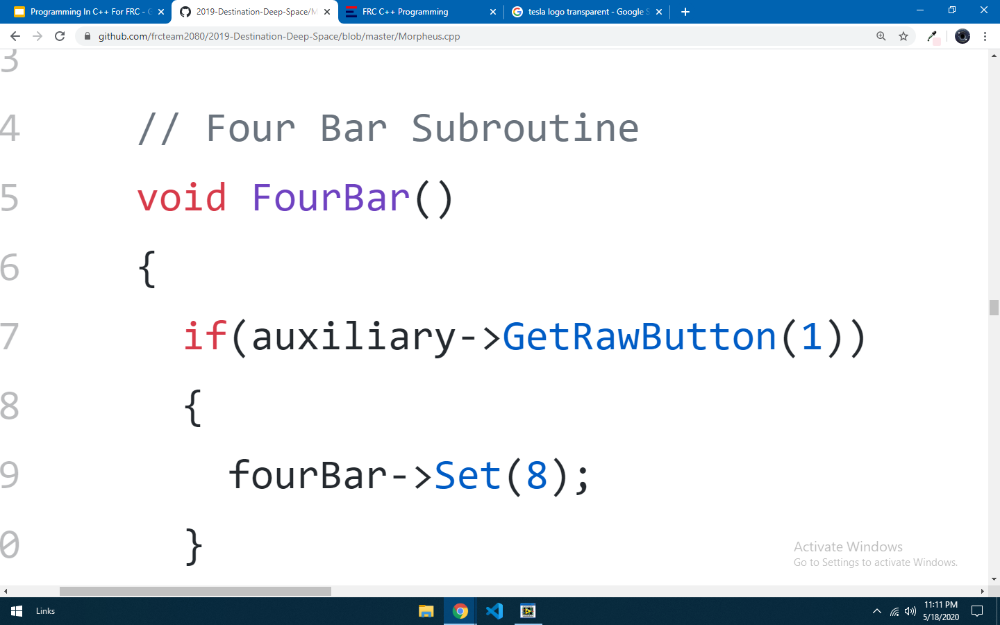 Programming In C++ For FRC - G
2019-Destination-Deep-Space/M
FRC C++ Programming
tesla logo transparent - Google S
github.com/frcteam2080/2019-Destination-Deep-Space/blob/master/Morpheus.cpp
3
4 // Four Bar Subroutine
5 void FourBar()
6 {
7 if(auxiliary->GetRawButton(1))
8 {
9 fourBar->Set(8);
0 }
Activate Windows
Go to Settings to activate Windows.
Links
11:11 PM
5/18/2020